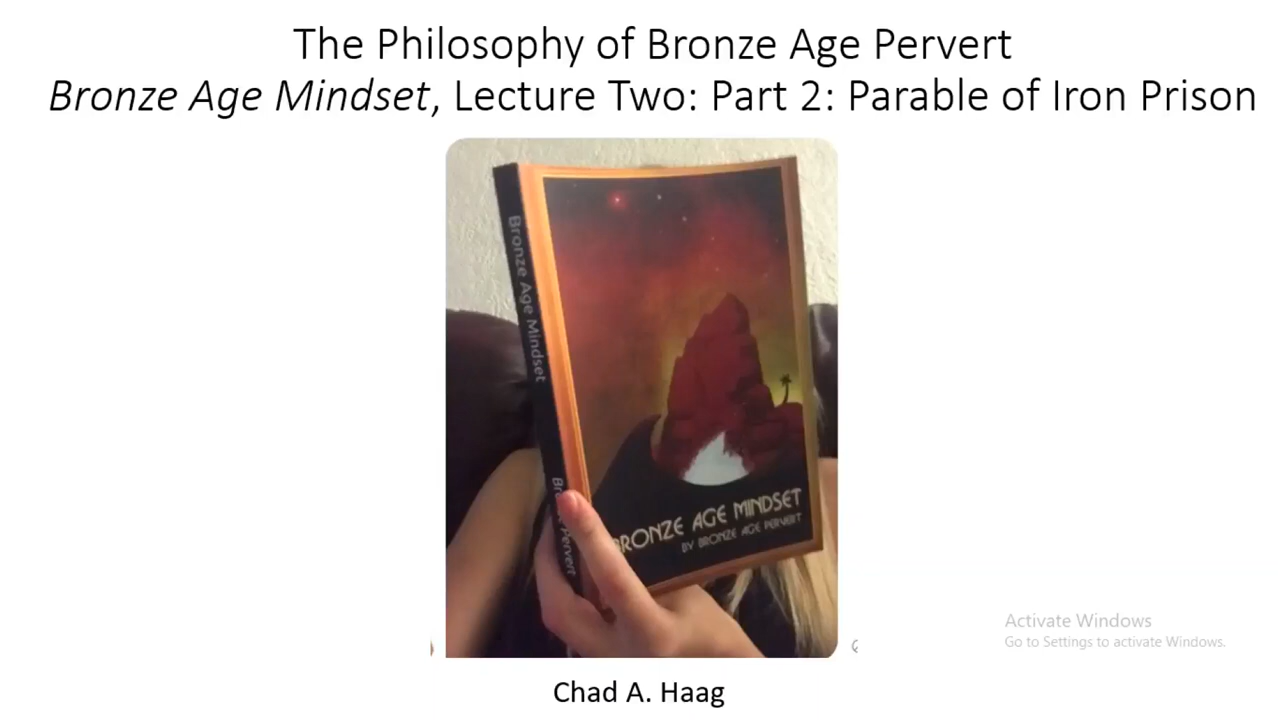 The Philosophy of Bronze Age Pervert
Bronze Age Mindset, Lecture Two: Part 2: Parable of Iron Prison
Bronze Age Mindset
Pervert
BRONZE AGE MINDSET
BY BRONZE AGE PERVERT
Activate Windows
Go to Settings to activate Windows.
Chad A. Haag